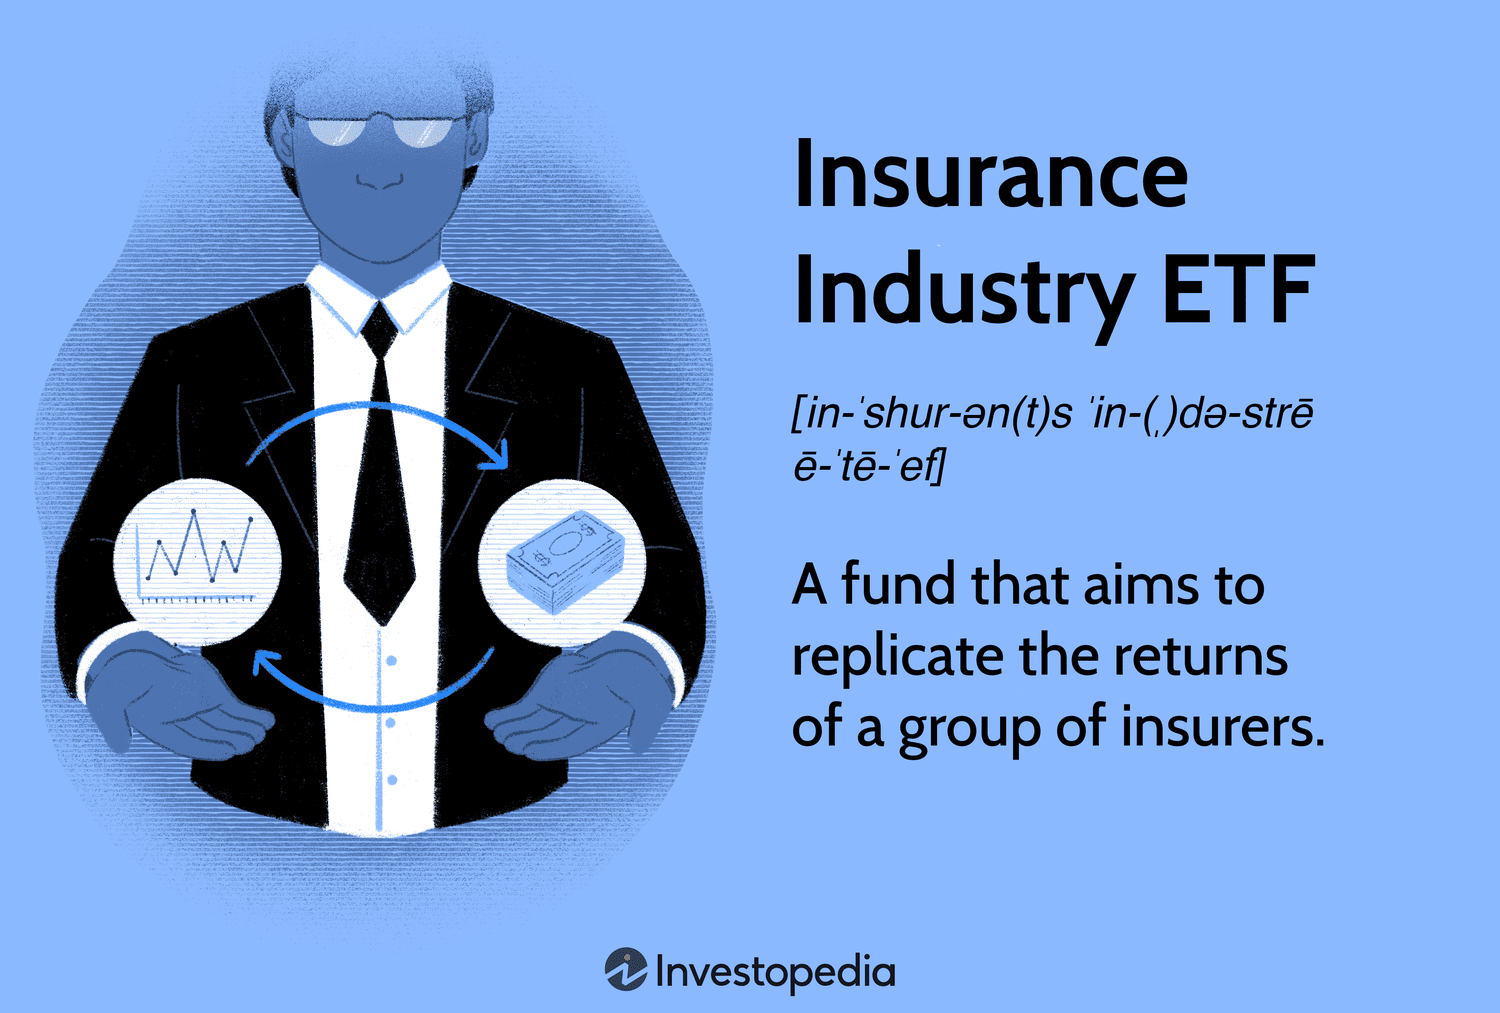 Insurance
Industry ETF
[in-ˈshur-ən(t)s ˈin-(ˌ)də-strē
ē-ˈtē-ˈef]
A fund that aims to
replicate the returns
of a group of insurers.
Investopedia